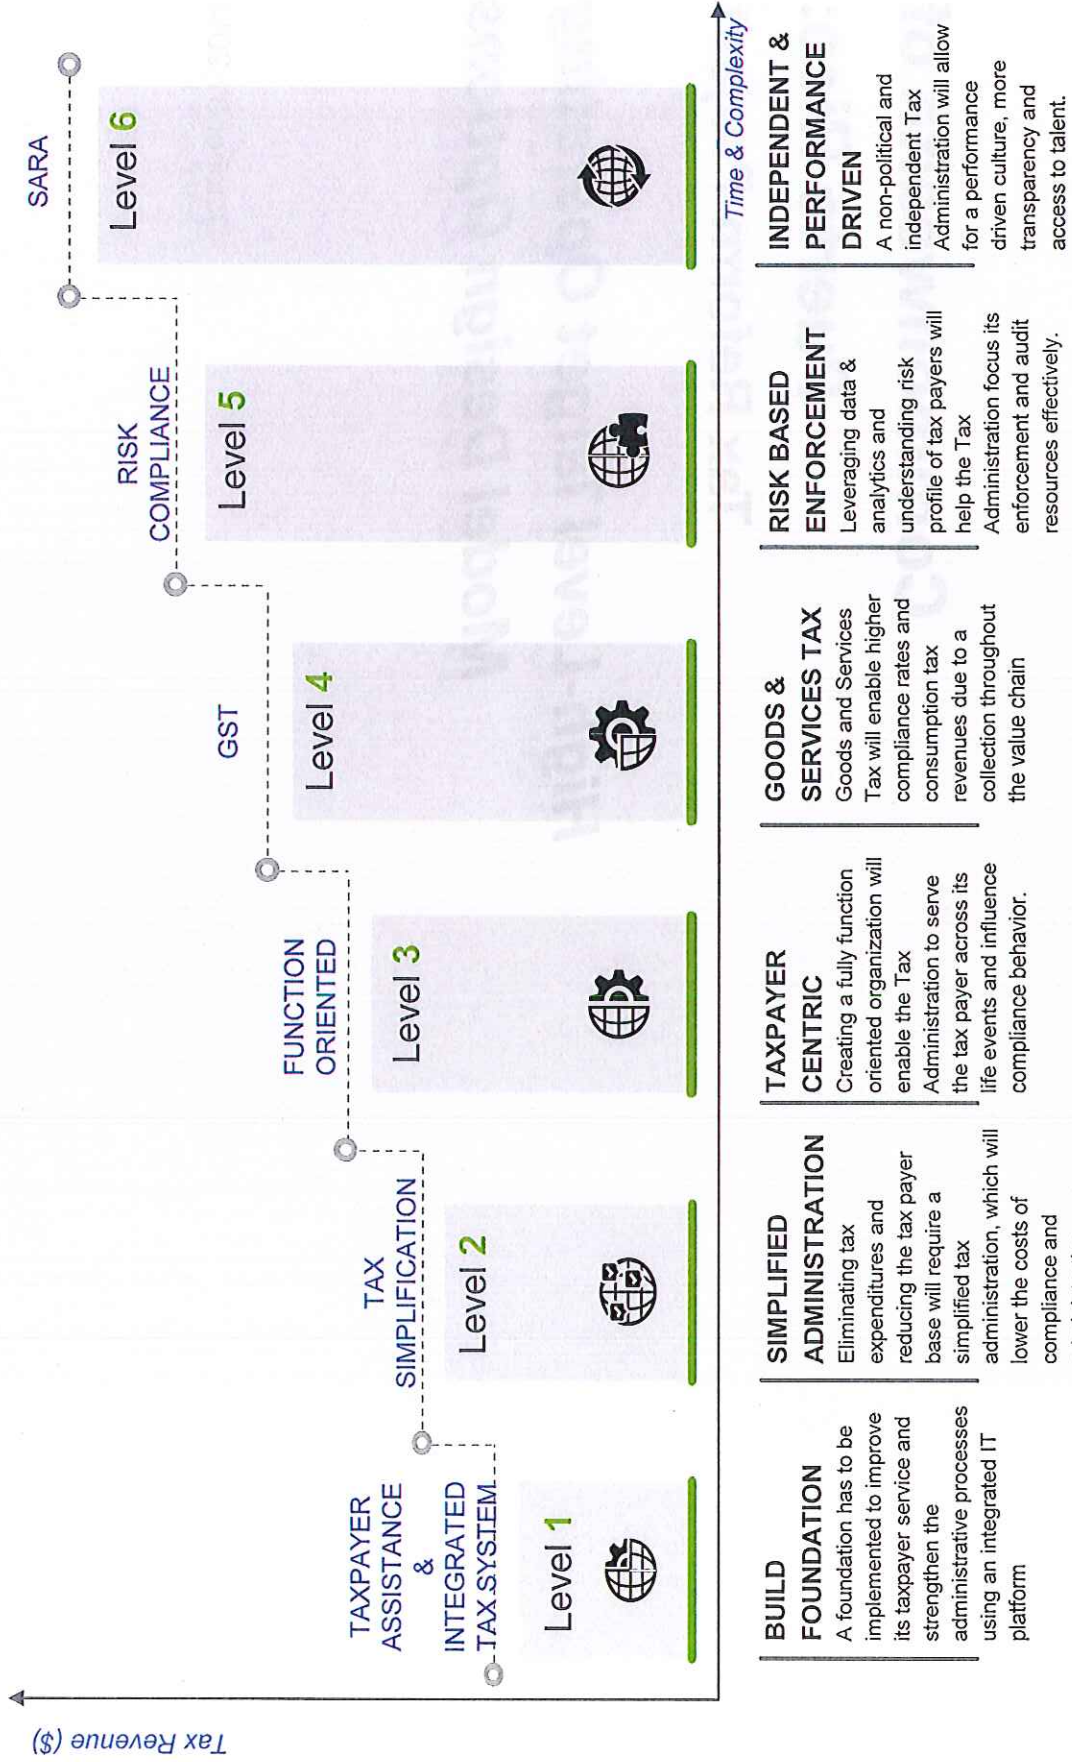 Tax Revenue ($)
TAXPAYER
ASSISTANCE
&
INTEGRATED
TAX SYSTEM
Level 1
TAX
SIMPLIFICATION
Level 2
FUNCTION
ORIENTED
Level 3
GST
Level 4
RISK
COMPLIANCE
Level 5
SARA
Level 6
Time & Complexity
BUILD
FOUNDATION
A foundation has to be
implemented to improve
its taxpayer service and
strengthen the
administrative processes
using an integrated IT
platform
SIMPLIFIED
ADMINISTRATION
Eliminating tax
expenditures and
reducing the tax payer
base will require a
simplified tax
administration, which will
lower the costs of
compliance and
TAXPAYER
CENTRIC
Creating a fully function
oriented organization will
enable the Tax
Administration to serve
the tax payer across its
life events and influence
compliance behavior.
GOODS &
SERVICES TAX
Goods and Services
Tax will enable higher
compliance rates and
consumption tax
revenues due to a
collection throughout
the value chain
RISK BASED
ENFORCEMENT
Leveraging data &
analytics and
understanding risk
profile of tax payers will
help the Tax
Administration focus its
enforcement and audit
resources effectively.
INDEPENDENT &
PERFORMANCE
DRIVEN
A non-political and
independent Tax
Administration will allow
for a performance
driven culture, more
transparency and
access to talent.